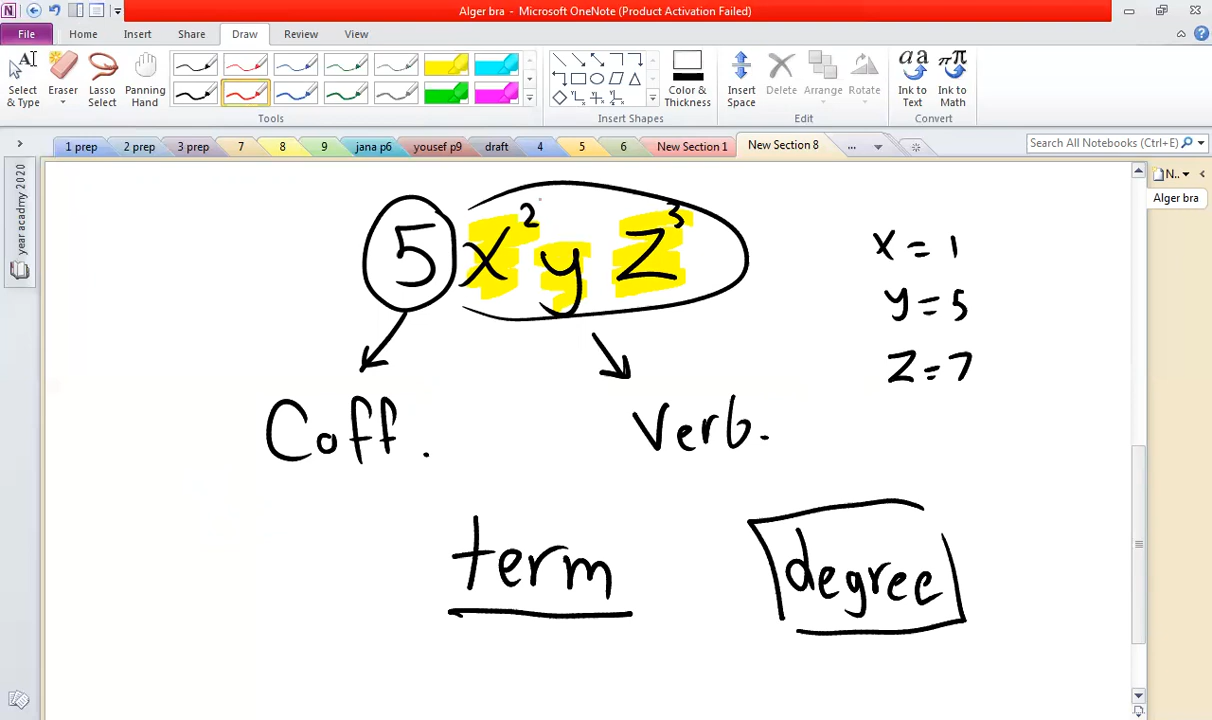 Alger bra - Microsoft OneNote (Product Activation Failed)
File Home Insert Share Draw Review View
Select & Type
Eraser
Lasso Select
Panning Hand
Color & Thickness
Insert Space
Delete
Arrange
Rotate
Ink to Text
Ink to Math
Tools
Insert Shapes
Edit
Convert
1 prep 2 prep 3 prep 7 8 9 jana p6 yousef p9 draft 4 5 6 New Section 1 New Section 8 ... Search All Notebooks (Ctrl+E)
N..
Alger bra
year academy 2020
5 x² y z³
x = 1
y = 5
z = 7
Coff.
Verb.
term
degree